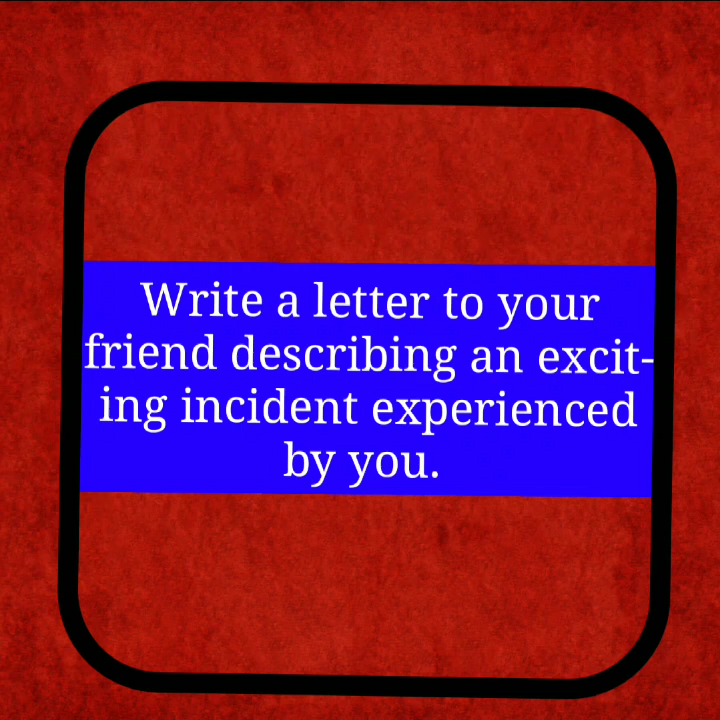 Write a letter to your
friend describing an excit-
ing incident experienced
by you.